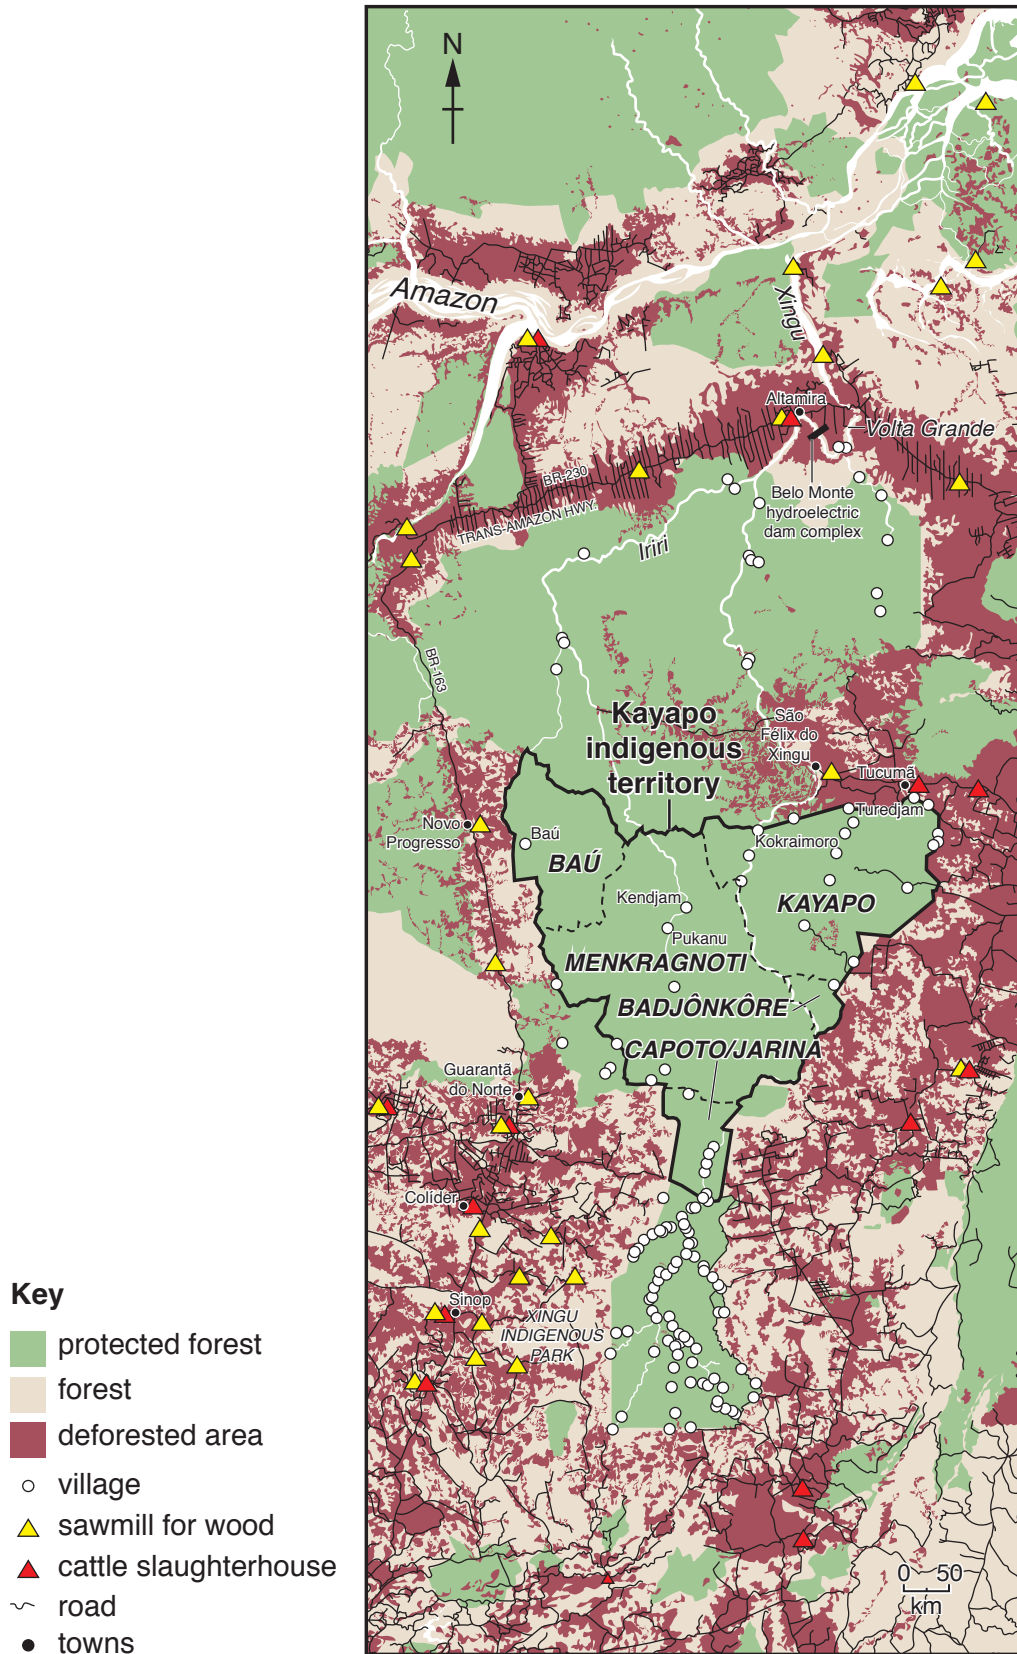 N
Amazon
Xingu
Altamira
Volta Grande
BR-230
TRANS-AMAZON HWY.
Belo Monte
hydroelectric
dam complex
Iriri
BR-163
Kayapo
indigenous
territory
São
Félix do
Xingu
Tucumã
Turedjam
Novo
Progresso
Baú
BAÚ
Kokraimoro
KAYAPO
Kendjam
Pukanu
MENKRAGNOTI
BADJÔNKÔRE
CAPOTO/JARINA
Guarantã
do Norte
Colíder
Sinop
XINGU
INDIGENOUS
PARK
Key
protected forest
forest
deforested area
village
sawmill for wood
cattle slaughterhouse
road
towns
0 50
km